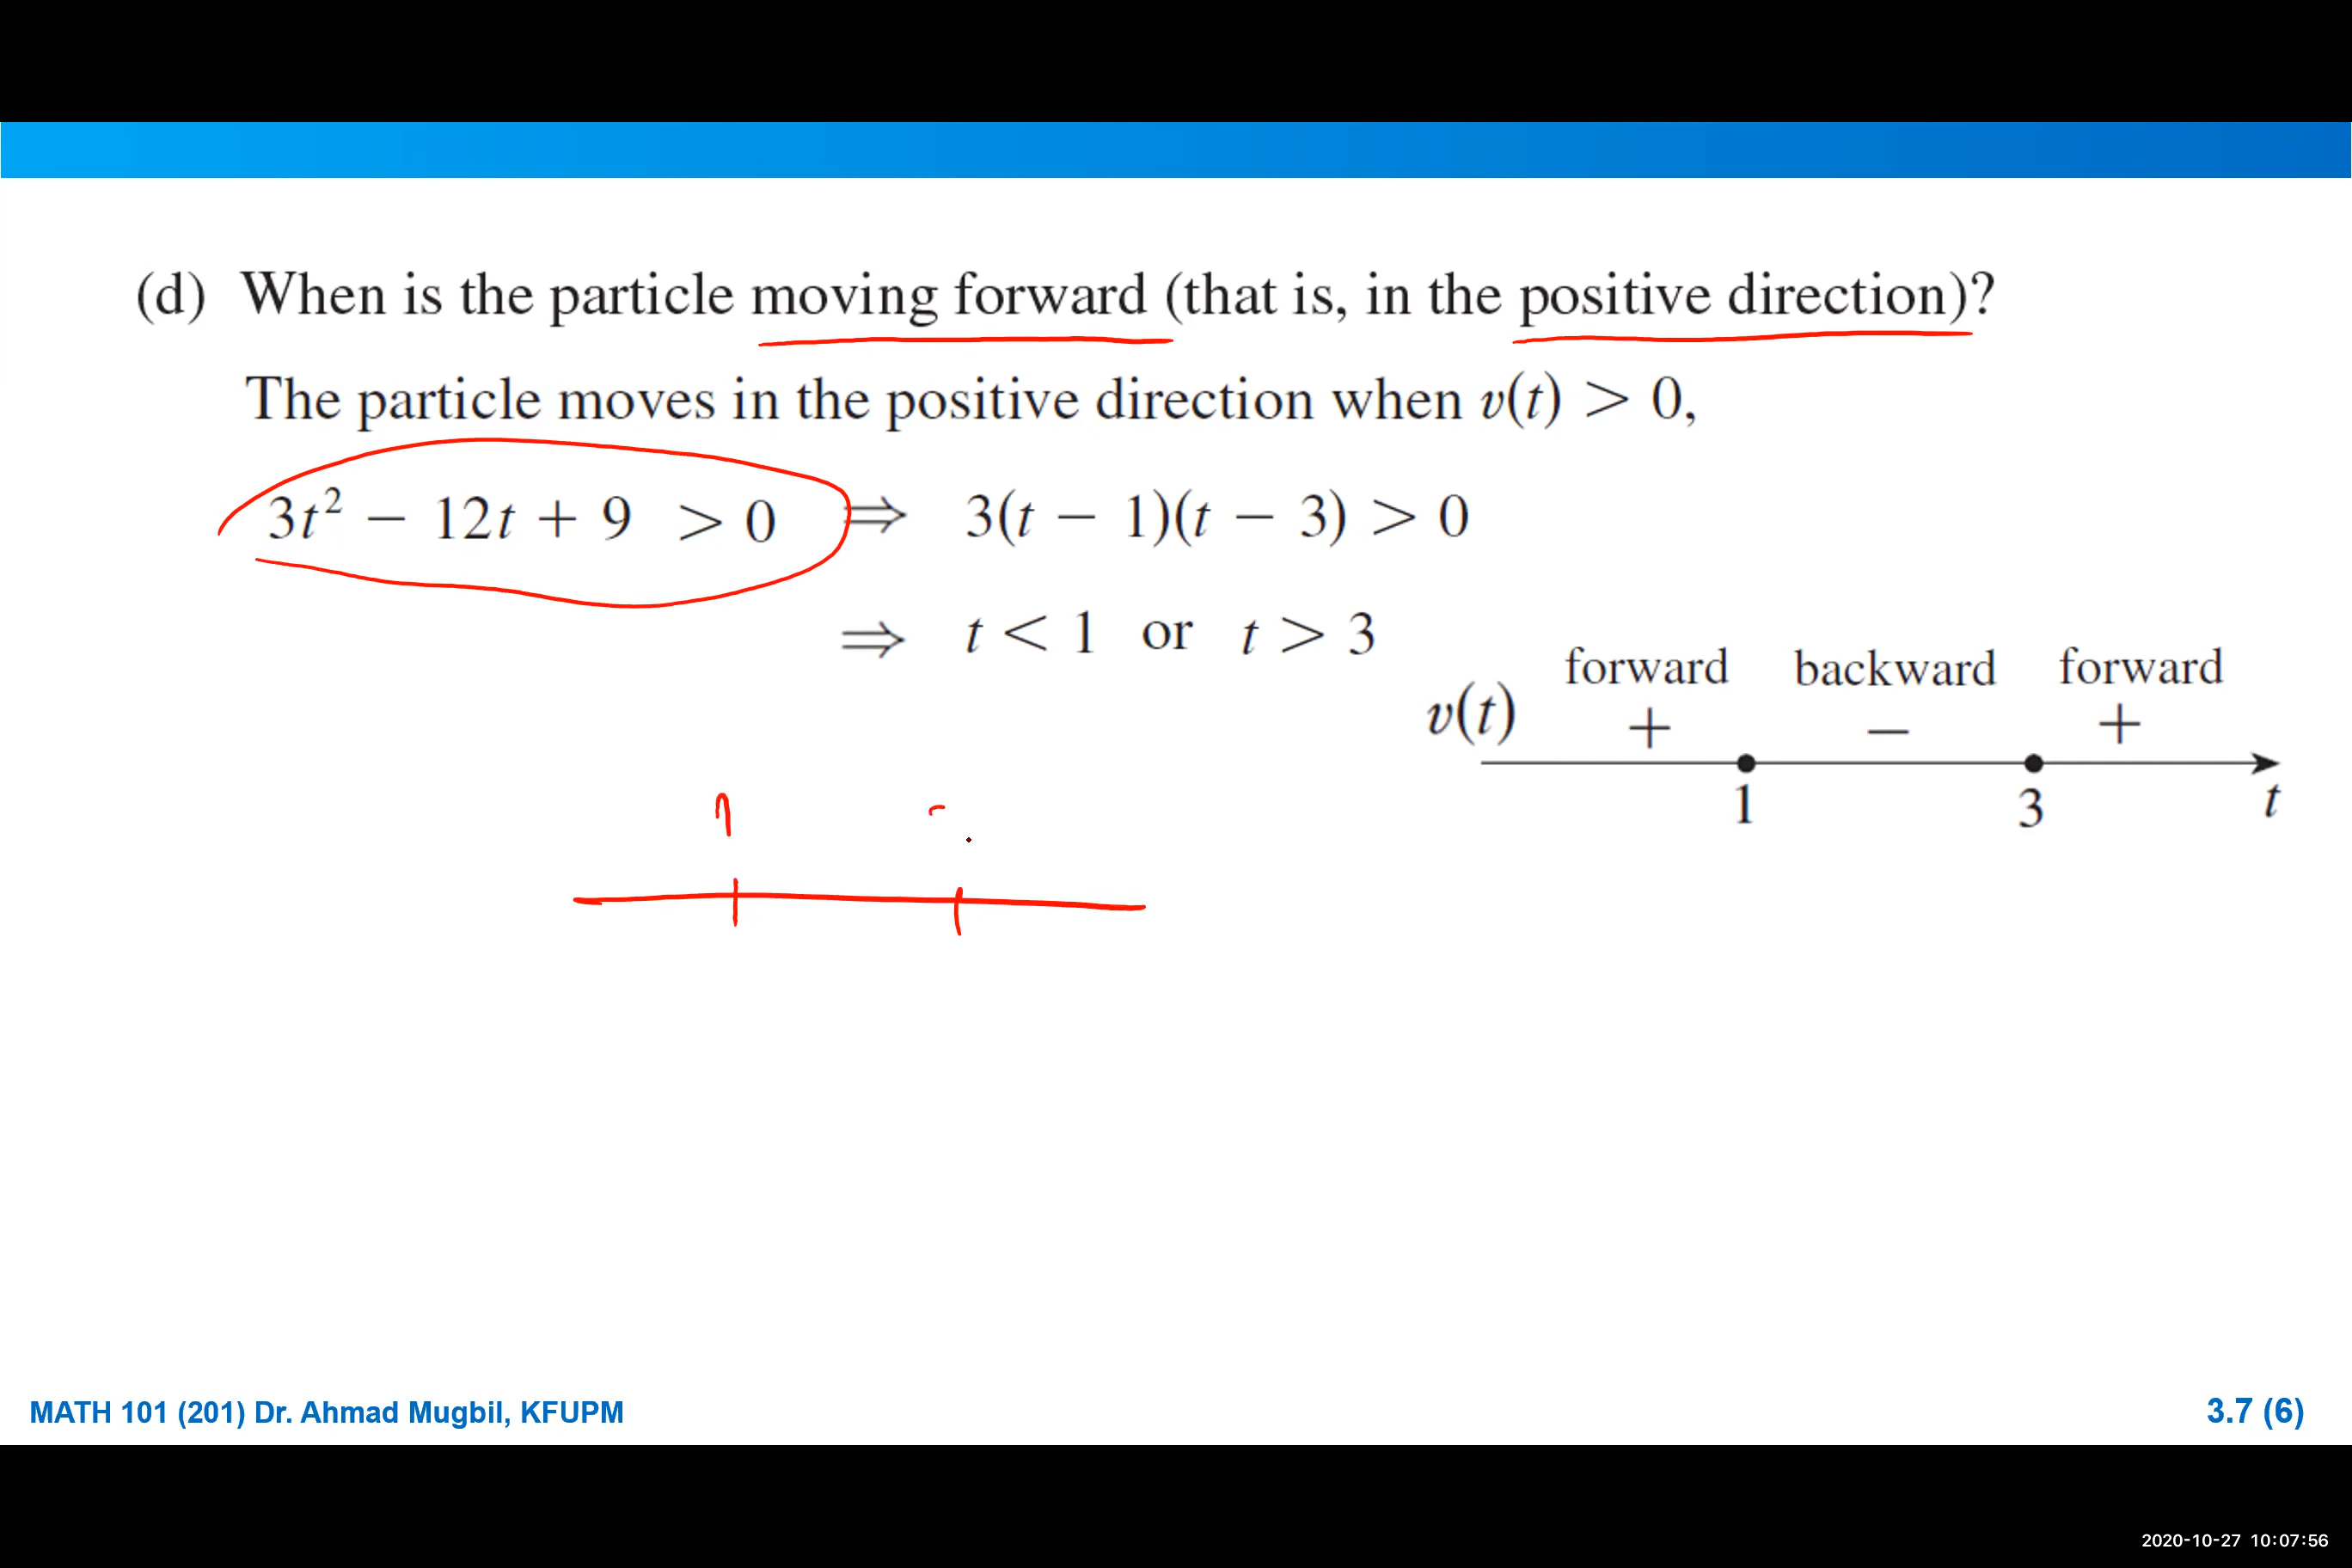 (d) When is the particle moving forward (that is, in the positive direction)?
The particle moves in the positive direction when v(t) > 0,
3t² − 12t + 9 > 0 ⇒ 3(t − 1)(t − 3) > 0
⇒ t < 1 or t > 3
forward backward forward
v(t) + − +
1 3 t
1
MATH 101 (201) Dr. Ahmad Mugbil, KFUPM
3.7 (6)
2020-10-27 10:07:56